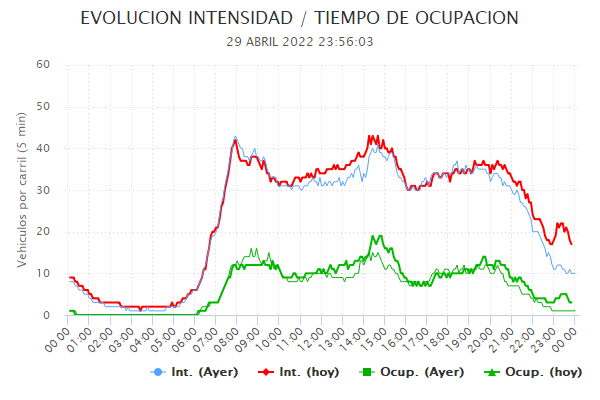 EVOLUCION INTENSIDAD / TIEMPO DE OCUPACION
29 ABRIL 2022 23:56:03
Vehiculos por carril (5 min)
60
50
40
30
20
10
0
00:00 01:00 02:00 03:00 04:00 05:00 06:00 07:00 08:00 09:00 10:00 11:00 12:00 13:00 14:00 15:00 16:00 17:00 18:00 19:00 20:00 21:00 22:00 23:00 00:00
Int. (Ayer) Int. (hoy) Ocup. (Ayer) Ocup. (hoy)